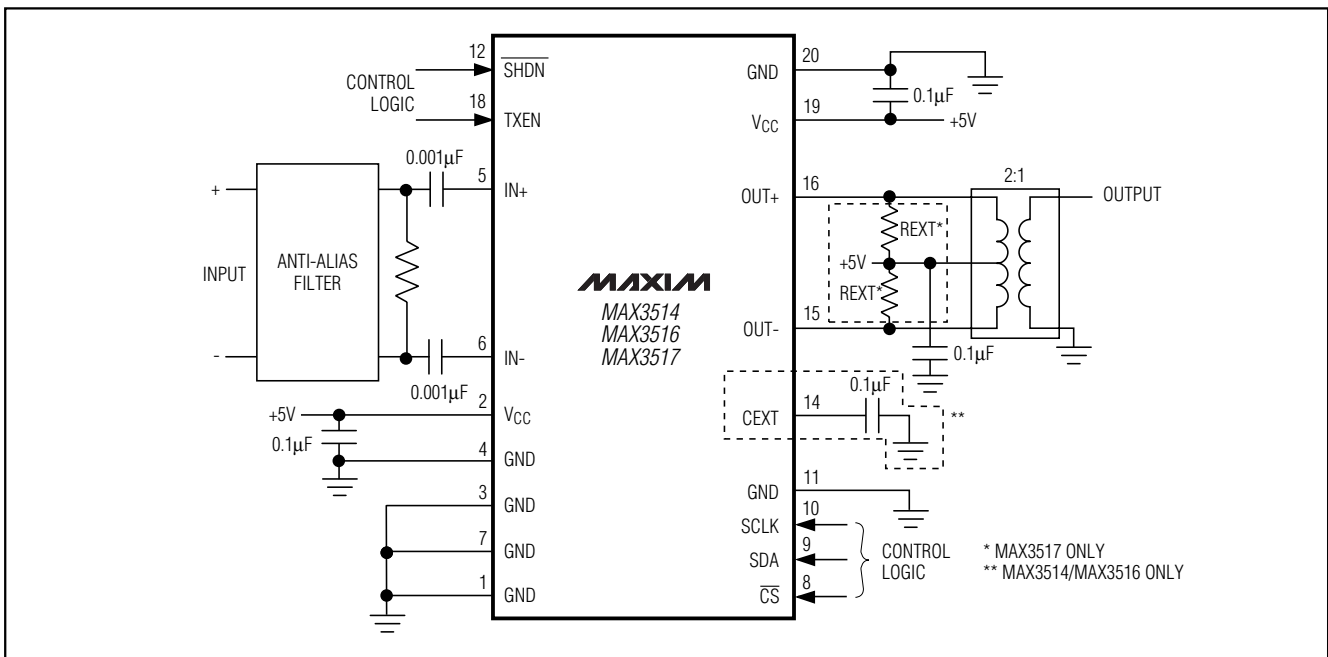 12
SHDN
CONTROL
LOGIC
18
TXEN
0.001µF
5
IN+
+
INPUT
ANTI-ALIAS
FILTER
-
6
IN-
0.001µF
+5V
2
VCC
0.1µF
4
GND
3
GND
7
GND
1
GND
MAXIM
MAX3514
MAX3516
MAX3517
20
GND
0.1µF
19
VCC
+5V
2:1
16
OUT+
OUTPUT
REXT*
+5V
REXT*
15
OUT-
0.1µF
0.1µF
14
CEXT
**
11
GND
10
SCLK
9
SDA
8
CS
CONTROL
LOGIC
* MAX3517 ONLY
** MAX3514/MAX3516 ONLY